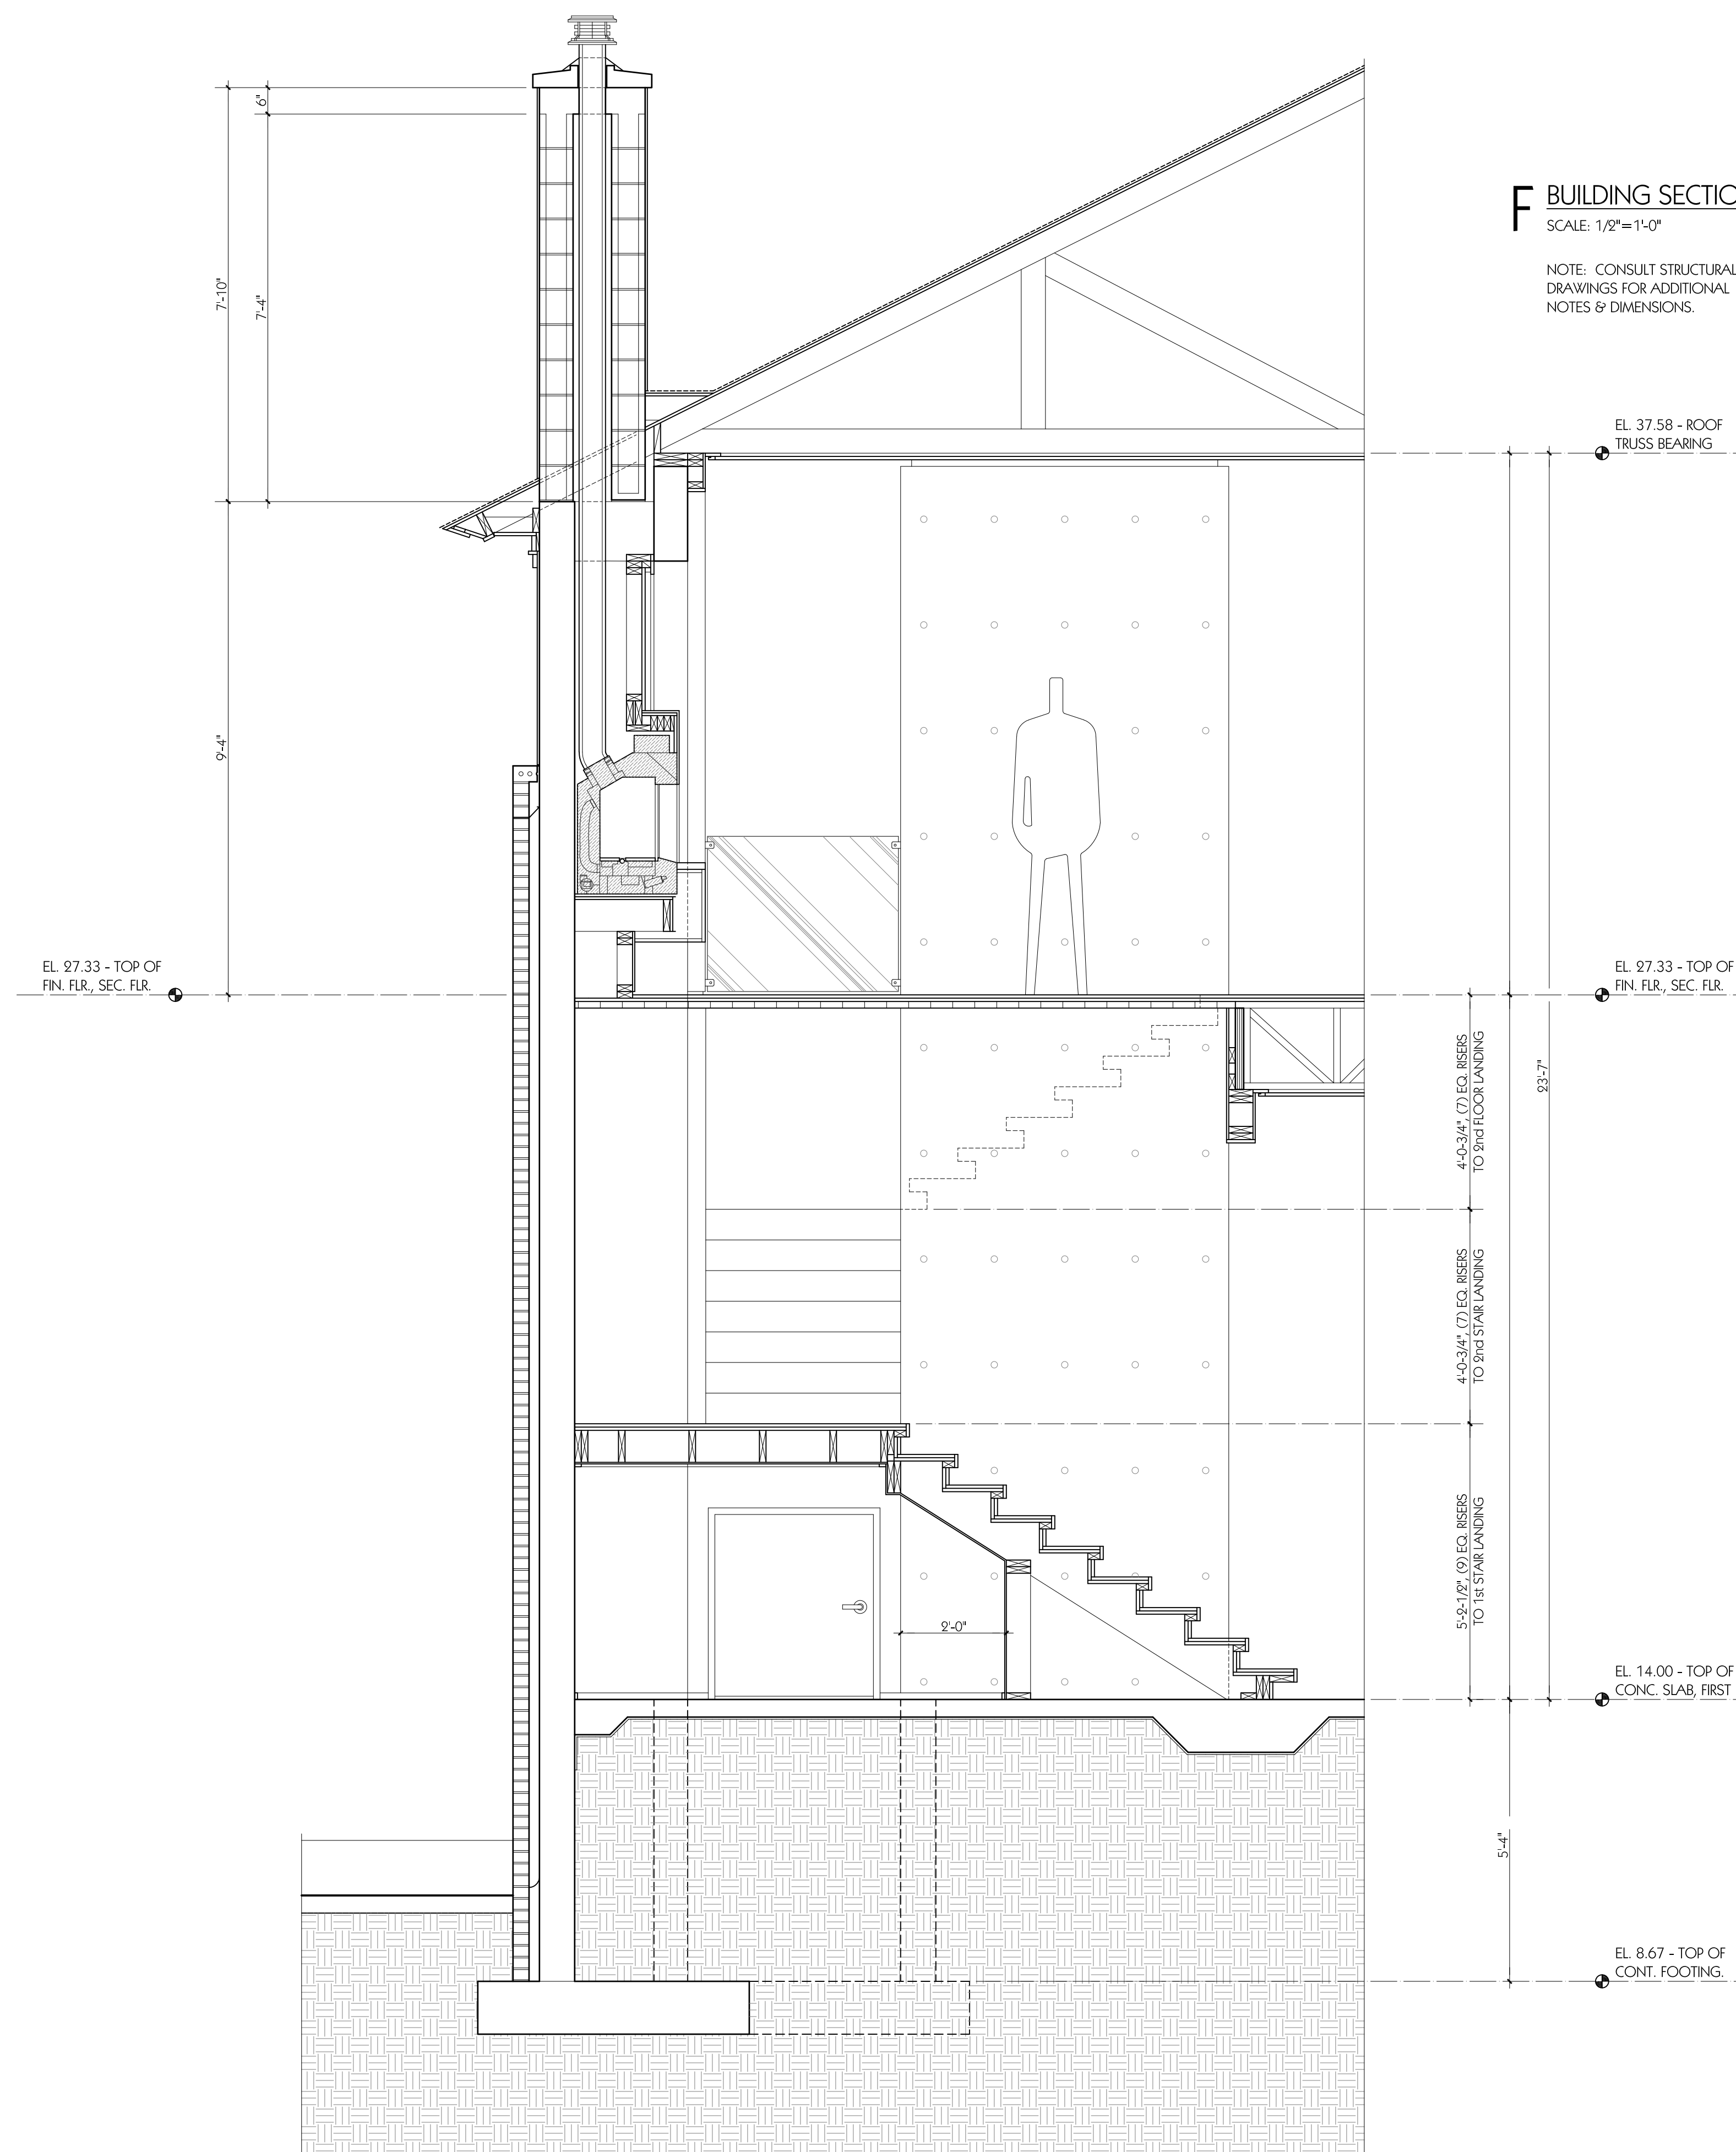 6"
7'-10"
7'-4"
F BUILDING SECTIO
SCALE: 1/2"=1'-0"
NOTE: CONSULT STRUCTURAL
DRAWINGS FOR ADDITIONAL
NOTES & DIMENSIONS.
EL. 37.58 - ROOF
TRUSS BEARING
9'-4"
EL. 27.33 - TOP OF
FIN. FLR., SEC. FLR.
EL. 27.33 - TOP OF
FIN. FLR., SEC. FLR.
4'-0-3/4", (7) EQ. RISERS
TO 2nd FLOOR LANDING
23'-7"
4'-0-3/4", (7) EQ. RISERS
TO 2nd STAIR LANDING
5'-2-1/2", (9) EQ. RISERS
TO 1st STAIR LANDING
2'-0"
EL. 14.00 - TOP OF
CONC. SLAB, FIRST
5'-4"
EL. 8.67 - TOP OF
CONT. FOOTING.